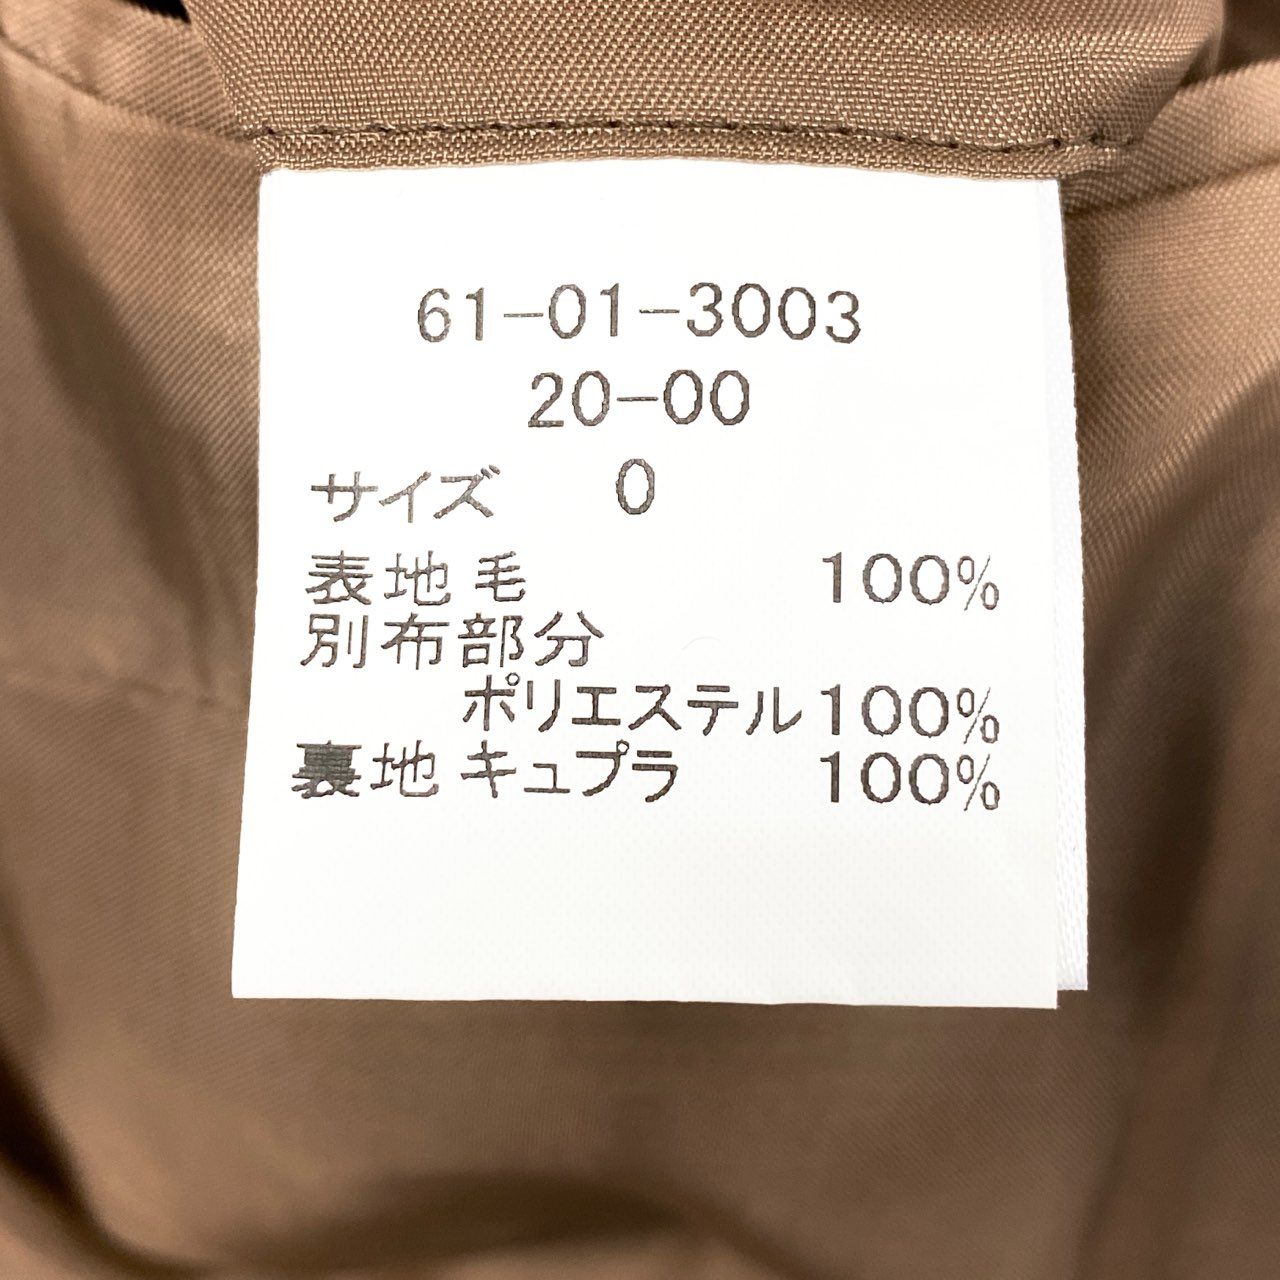 61-01-3003
20-00
サイズ 0
表地 毛 100%
別布部分
ポリエステル 100%
裏地 キュプラ 100%